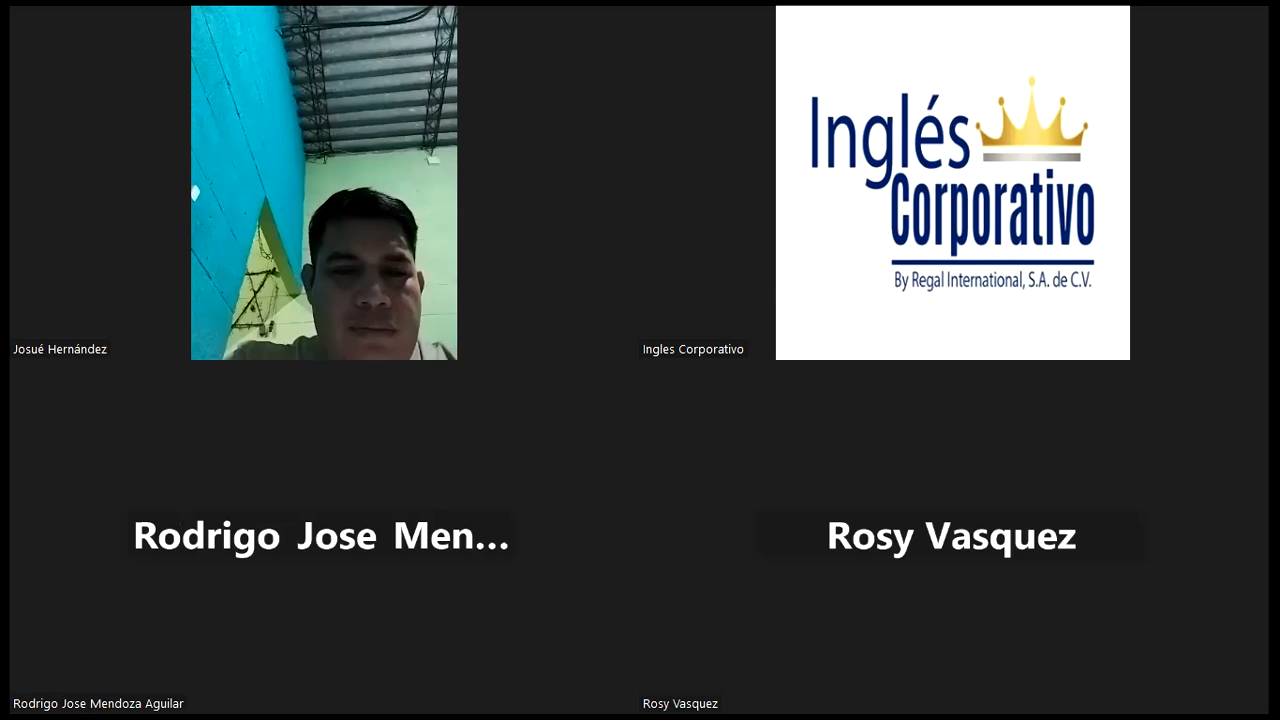 Inglés
Corporativo
By Regal International, S.A. de C.V.
Josué Hernández
Ingles Corporativo
Rodrigo Jose Men...
Rosy Vasquez
Rodrigo Jose Mendoza Aguilar
Rosy Vasquez